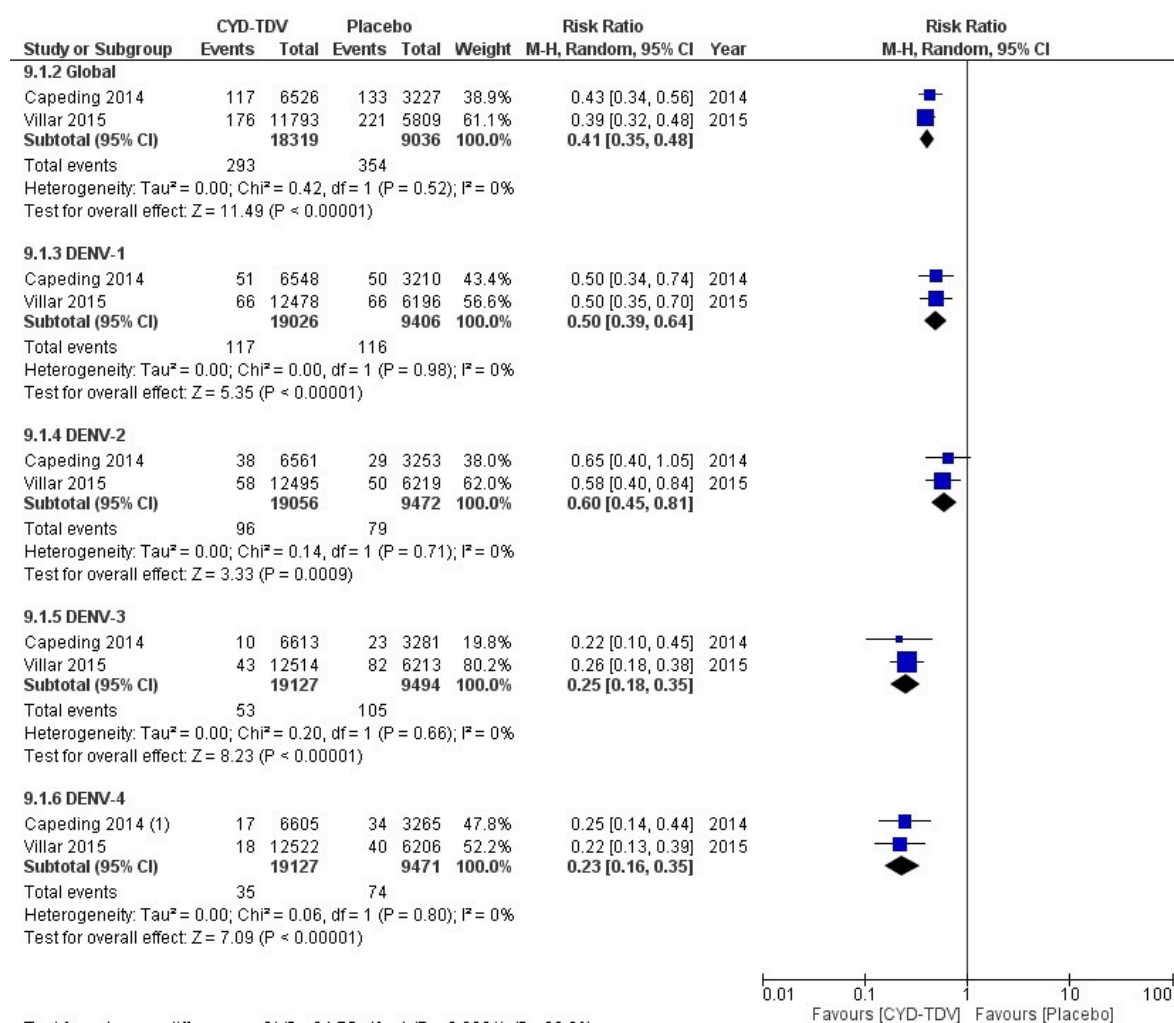 CYD-TDV Placebo Risk Ratio Risk Ratio
Study or Subgroup Events Total Events Total Weight M-H, Random, 95% CI Year M-H, Random, 95% CI
9.1.2 Global
Capeding 2014 117 6526 133 3227 38.9% 0.43 [0.34, 0.56] 2014
Villar 2015 176 11793 221 5809 61.1% 0.39 [0.32, 0.48] 2015
Subtotal (95% CI) 18319 9036 100.0% 0.41 [0.35, 0.48]
Total events 293 354
Heterogeneity: Tau² = 0.00; Chi² = 0.42, df = 1 (P = 0.52); I² = 0%
Test for overall effect: Z = 11.49 (P < 0.00001)
9.1.3 DENV-1
Capeding 2014 51 6548 50 3210 43.4% 0.50 [0.34, 0.74] 2014
Villar 2015 66 12478 66 6196 56.6% 0.50 [0.35, 0.70] 2015
Subtotal (95% CI) 19026 9406 100.0% 0.50 [0.39, 0.64]
Total events 117 116
Heterogeneity: Tau² = 0.00; Chi² = 0.00, df = 1 (P = 0.98); I² = 0%
Test for overall effect: Z = 5.35 (P < 0.00001)
9.1.4 DENV-2
Capeding 2014 38 6561 29 3253 38.0% 0.65 [0.40, 1.05] 2014
Villar 2015 58 12495 50 6219 62.0% 0.58 [0.40, 0.84] 2015
Subtotal (95% CI) 19056 9472 100.0% 0.60 [0.45, 0.81]
Total events 96 79
Heterogeneity: Tau² = 0.00; Chi² = 0.14, df = 1 (P = 0.71); I² = 0%
Test for overall effect: Z = 3.33 (P = 0.0009)
9.1.5 DENV-3
Capeding 2014 10 6613 23 3281 19.8% 0.22 [0.10, 0.45] 2014
Villar 2015 43 12514 82 6213 80.2% 0.26 [0.18, 0.38] 2015
Subtotal (95% CI) 19127 9494 100.0% 0.25 [0.18, 0.35]
Total events 53 105
Heterogeneity: Tau² = 0.00; Chi² = 0.20, df = 1 (P = 0.66); I² = 0%
Test for overall effect: Z = 8.23 (P < 0.00001)
9.1.6 DENV-4
Capeding 2014 (1) 17 6605 34 3265 47.8% 0.25 [0.14, 0.44] 2014
Villar 2015 18 12522 40 6206 52.2% 0.22 [0.13, 0.39] 2015
Subtotal (95% CI) 19127 9471 100.0% 0.23 [0.16, 0.35]
Total events 35 74
Heterogeneity: Tau² = 0.00; Chi² = 0.06, df = 1 (P = 0.80); I² = 0%
Test for overall effect: Z = 7.09 (P < 0.00001)
0.01 0.1 1 10 100
Favours [CYD-TDV] Favours [Placebo]